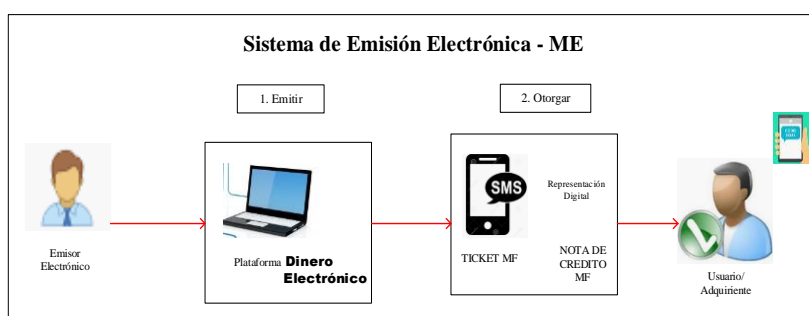 Sistema de Emisión Electrónica - ME
1. Emitir
2. Otorgar
Emisor
Electrónico
Plataforma Dinero
Electrónico
SMS
Representación
Digital
TICKET MF
NOTA DE
CREDITO
MF
Usuario/
Adquiriente